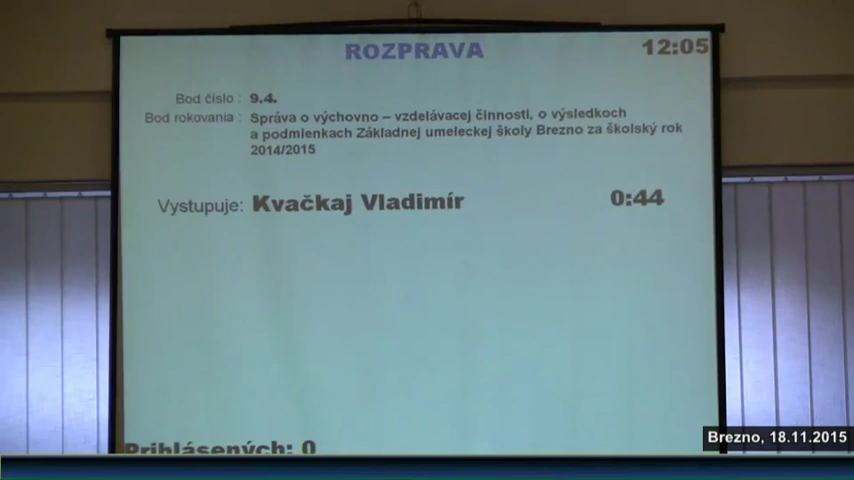 ROZPRAVA 12:05
Bod číslo : 9.4.
Bod rokovania : Správa o výchovno – vzdelávacej činnosti, o výsledkoch
a podmienkach Základnej umeleckej školy Brezno za školský rok
2014/2015
Vystupuje: Kvačkaj Vladimír 0:44
Prihlásených: 0
Brezno, 18.11.2015